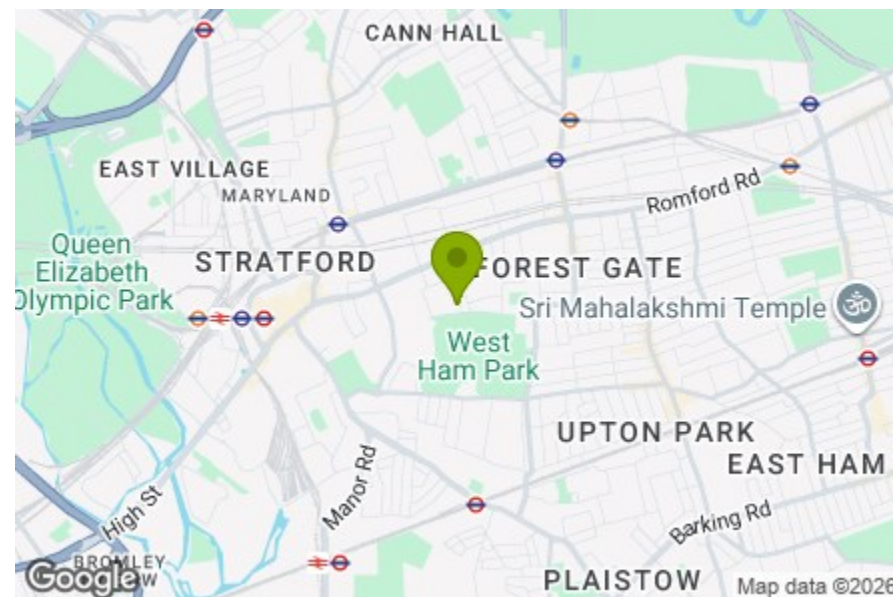 CANN HALL
EAST VILLAGE
MARYLAND
Romford Rd
Queen
Elizabeth
Olympic Park
STRATFORD
FOREST GATE
Sri Mahalakshmi Temple
West
Ham Park
UPTON PARK
EAST HAM
Manor Rd
High St
Barking Rd
BROMLEY
Google
PLAISTOW
Map data ©2026